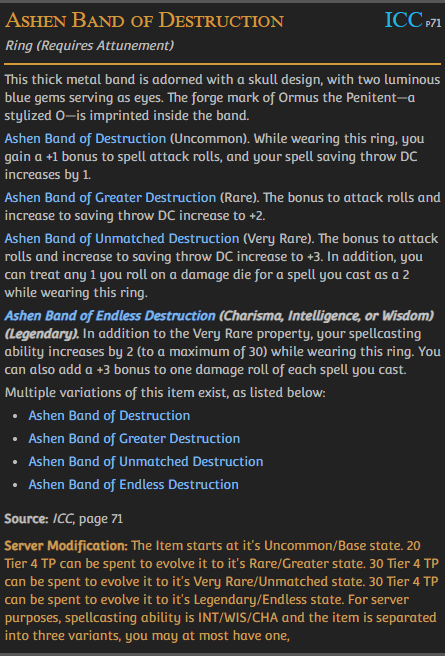 ASHEN BAND OF DESTRUCTION ICC P71
Ring (Requires Attunement)
This thick metal band is adorned with a skull design, with two luminous
blue gems serving as eyes. The forge mark of Ormus the Penitent—a
stylized O—is imprinted inside the band.
Ashen Band of Destruction (Uncommon). While wearing this ring, you
gain a +1 bonus to spell attack rolls, and your spell saving throw DC
increases by 1.
Ashen Band of Greater Destruction (Rare). The bonus to attack rolls and
increase to saving throw DC increase to +2.
Ashen Band of Unmatched Destruction (Very Rare). The bonus to attack
rolls and increase to saving throw DC increase to +3. In addition, you
can treat any 1 you roll on a damage die for a spell you cast as a 2
while wearing this ring.
Ashen Band of Endless Destruction (Charisma, Intelligence, or Wisdom)
(Legendary). In addition to the Very Rare property, your spellcasting
ability increases by 2 (to a maximum of 30) while wearing this ring. You
can also add a +3 bonus to one damage roll of each spell you cast.
Multiple variations of this item exist, as listed below:
• Ashen Band of Destruction
• Ashen Band of Greater Destruction
• Ashen Band of Unmatched Destruction
• Ashen Band of Endless Destruction
Source: ICC, page 71
Server Modification: The Item starts at it's Uncommon/Base state. 20
Tier 4 TP can be spent to evolve it to it's Rare/Greater state. 30 Tier 4 TP
can be spent to evolve it to it's Very Rare/Unmatched state. 30 Tier 4 TP
can be spent to evolve it to it's Legendary/Endless state. For server
purposes, spellcasting ability is INT/WIS/CHA and the item is separated
into three variants, you may at most have one,